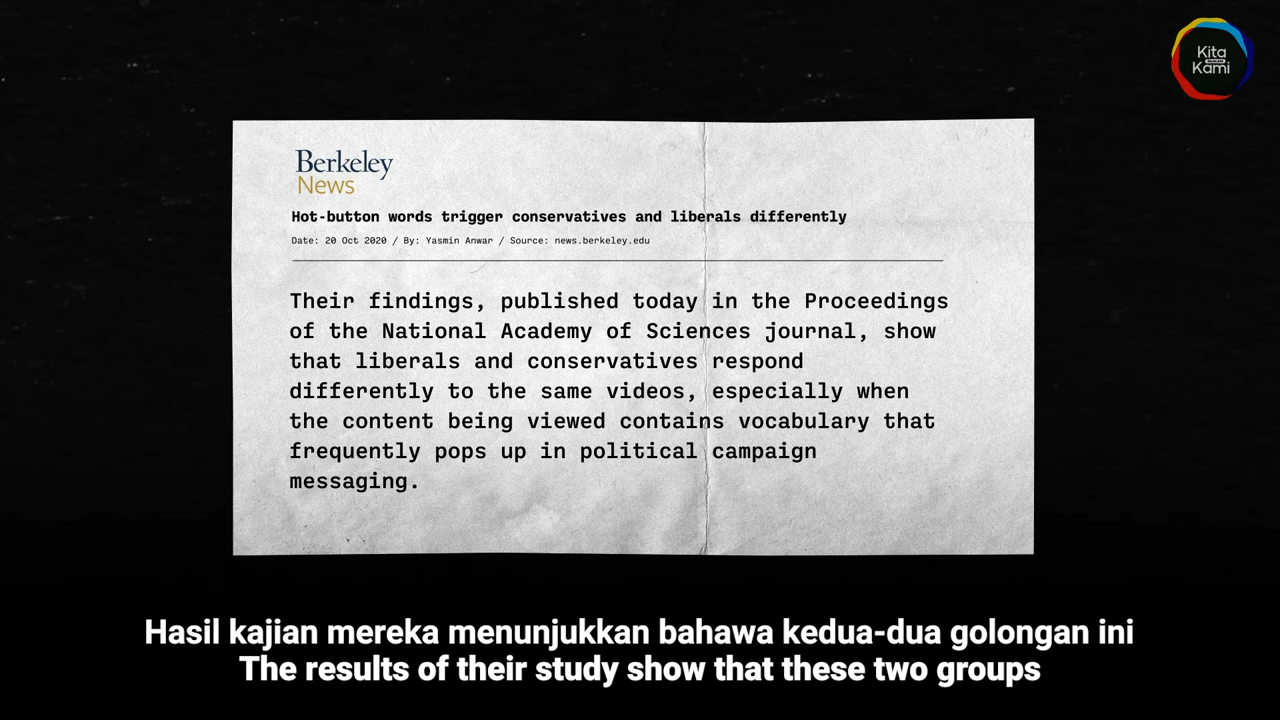 Kita
Kami
Berkeley
News
Hot-button words trigger conservatives and liberals differently
Date: 20 Oct 2020 / By: Yasmin Anwar / Source: news.berkeley.edu
Their findings, published today in the Proceedings
of the National Academy of Sciences journal, show
that liberals and conservatives respond
differently to the same videos, especially when
the content being viewed contains vocabulary that
frequently pops up in political campaign
messaging.
Hasil kajian mereka menunjukkan bahawa kedua-dua golongan ini
The results of their study show that these two groups